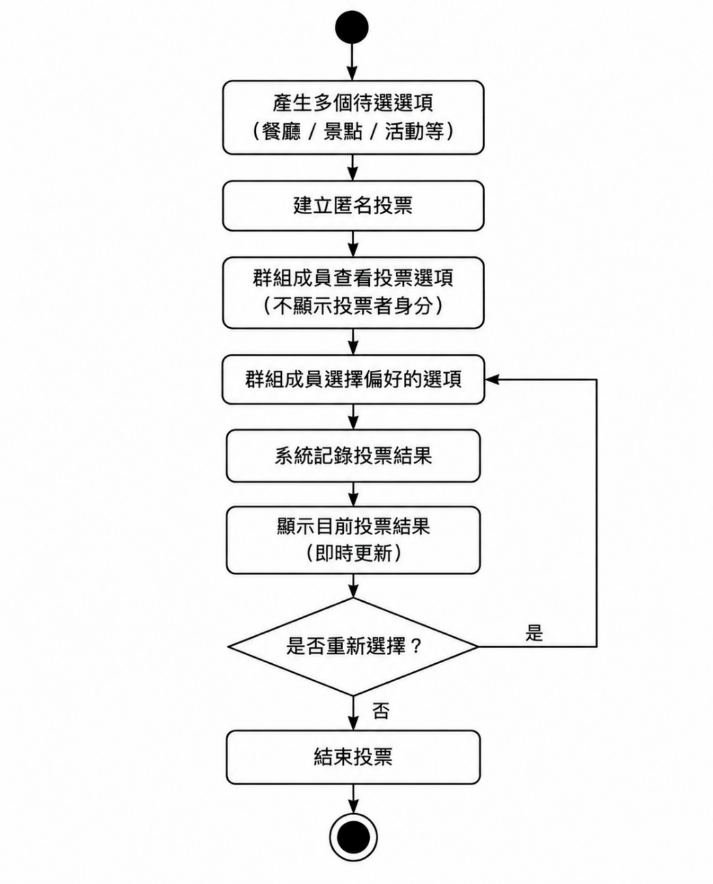 產生多個待選選項
（餐廳 / 景點 / 活動等）
建立匿名投票
群組成員查看投票選項
（不顯示投票者身分）
群組成員選擇偏好的選項
系統記錄投票結果
顯示目前投票結果
（即時更新）
是否重新選擇？
是
否
結束投票